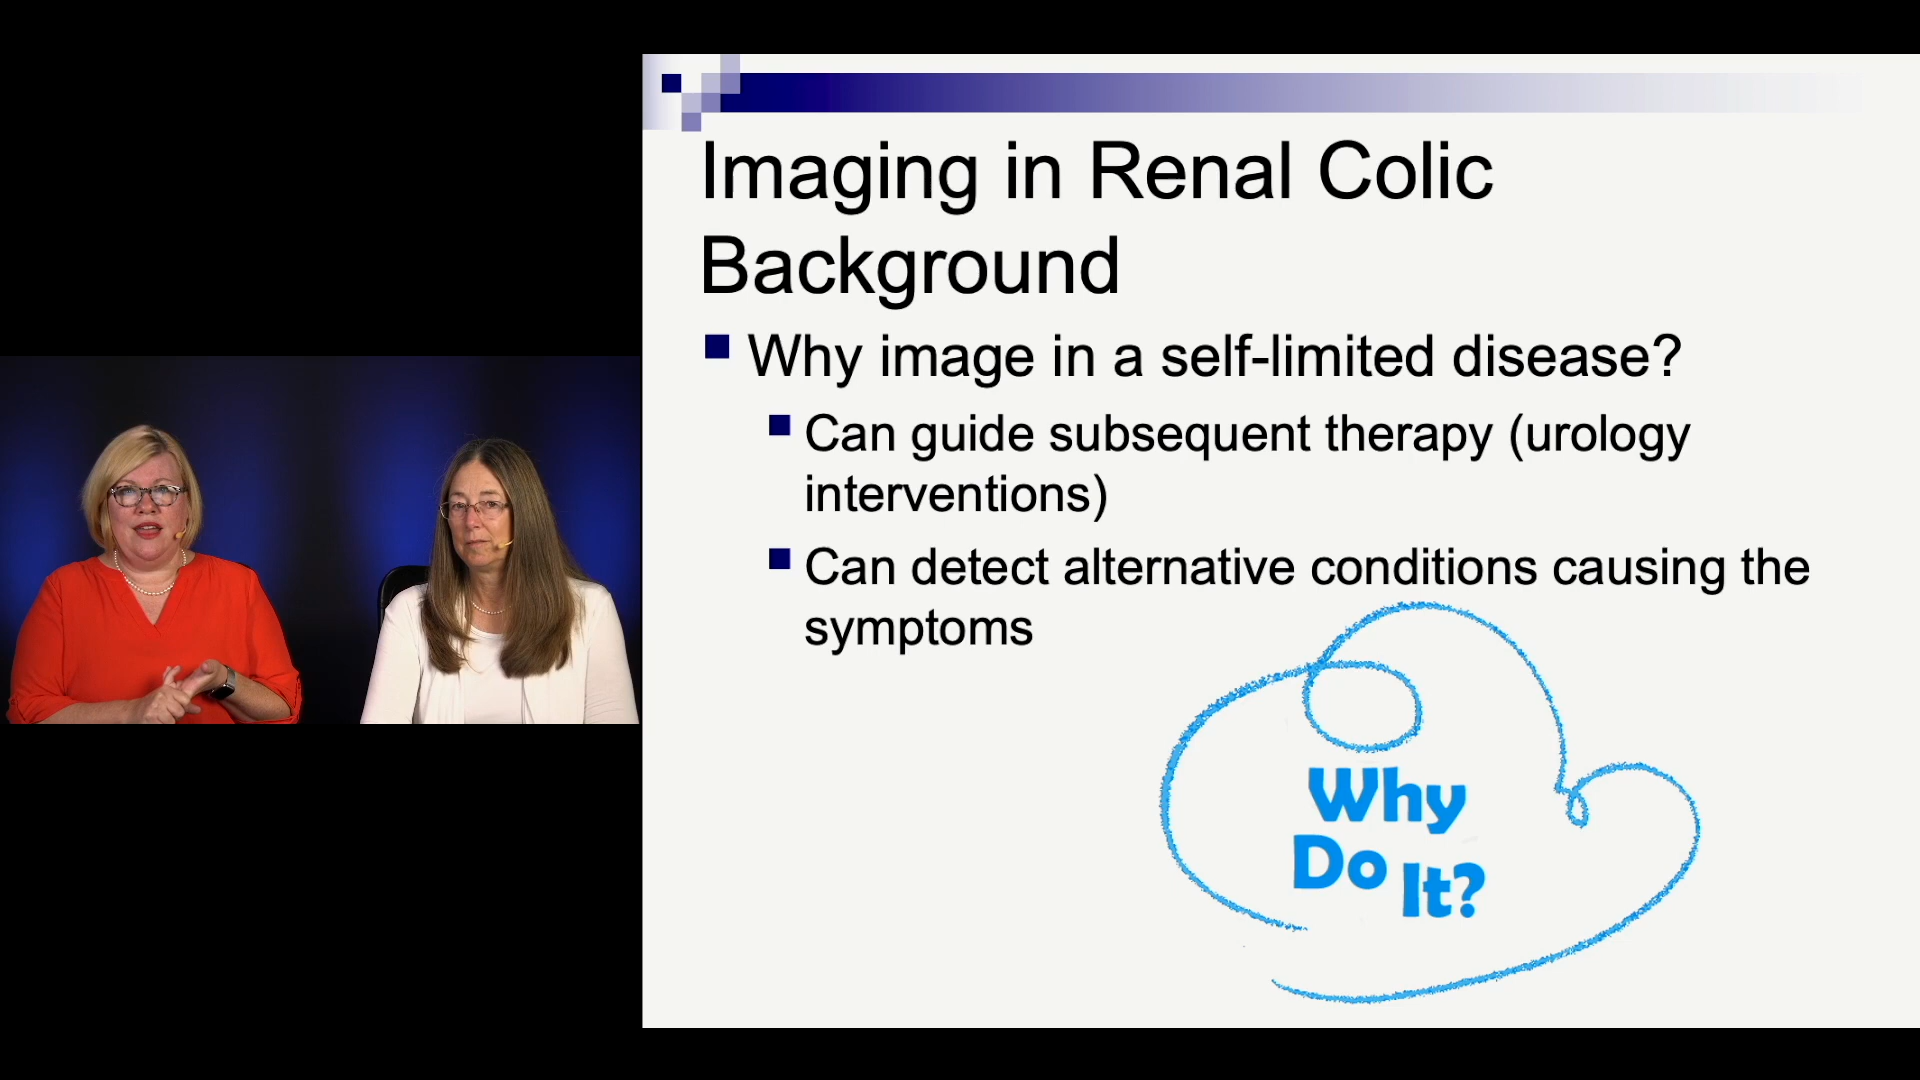 Imaging in Renal Colic
Background
Why image in a self-limited disease?
Can guide subsequent therapy (urology
interventions)
Can detect alternative conditions causing the
symptoms
Why
Do It?